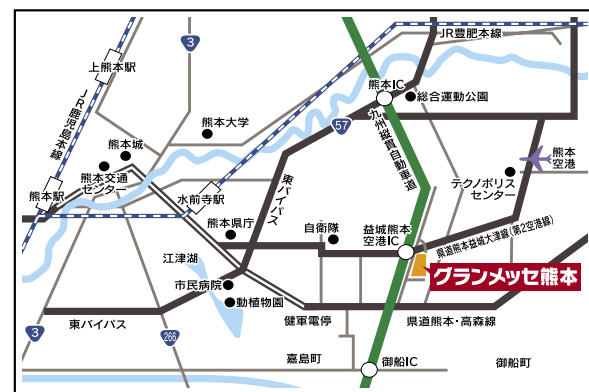 3
JR豊肥本線
上熊本駅
熊本IC
総合運動公園
JR鹿児島本線
熊本大学
57
九州縦貫自動車道
熊本城
熊本
空港
熊本交通
センター
テクノポリス
センター
東バイパス
熊本駅
水前寺駅
熊本県庁
自衛隊
益城熊本
空港IC
県道熊本益城大津線(第2空港線)
江津湖
グランメッセ熊本
市民病院
動植物園
東バイパス
健軍電停
県道熊本・高森線
3
266
嘉島町
御船IC
御船町